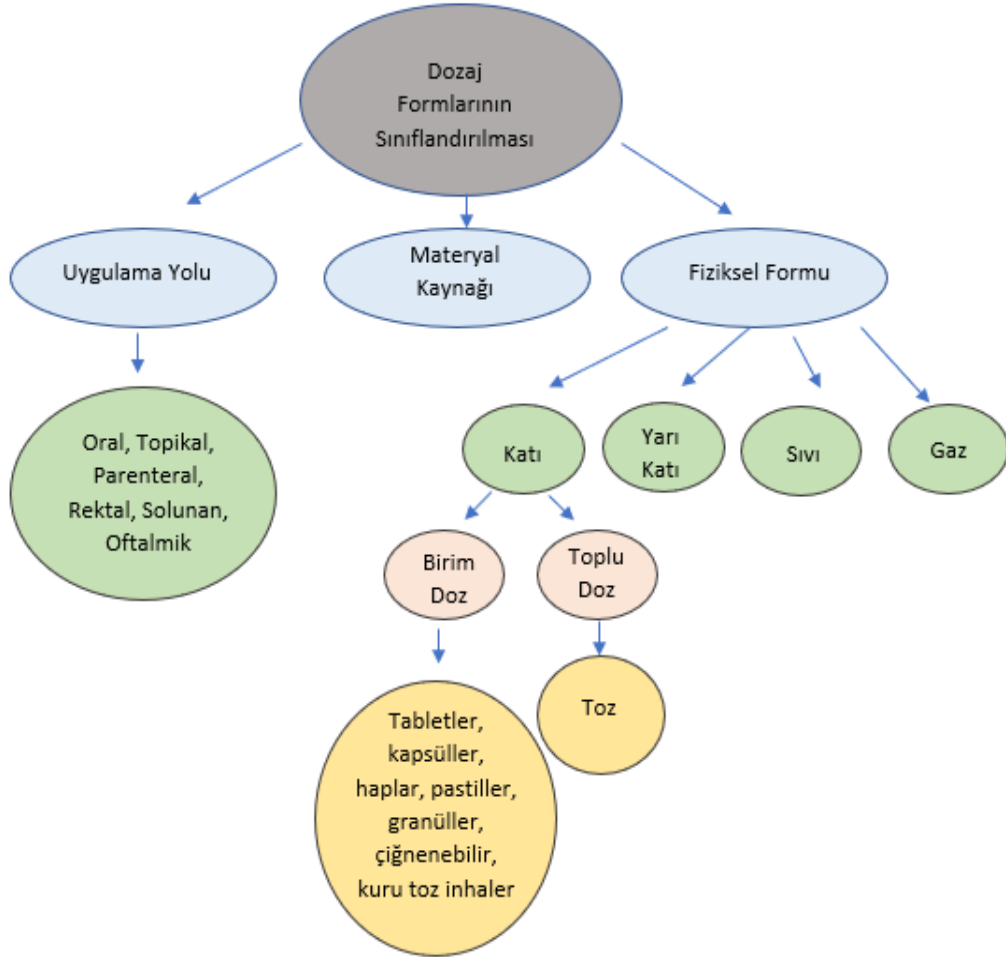 Dozaj
Formlarının
Sınıflandırılması
Uygulama Yolu
Materyal
Kaynağı
Fiziksel Formu
Oral, Topikal,
Parenteral,
Rektal, Solunan,
Oftalmik
Katı
Yarı
Katı
Sıvı
Gaz
Birim
Doz
Toplu
Doz
Tabletler,
kapsüller,
haplar, pastiller,
granüller,
çiğnenebilir,
kuru toz inhaler
Toz